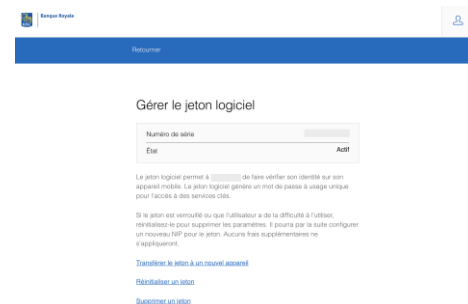 Banque Royale
RBC
Retourner
Gérer le jeton logiciel
Numéro de série
État Actif
Le jeton logiciel permet à de faire vérifier son identité sur son
appareil mobile. Le jeton logiciel génère un mot de passe à usage unique
pour l'accès à des services clés.
Si le jeton est verrouillé ou que l'utilisateur a de la difficulté à l'utiliser,
réinitialisez-le pour supprimer les paramètres. Il pourra par la suite configurer
un nouveau NIP pour le jeton. Aucuns frais supplémentaires ne
s'appliqueront.
Transférer le jeton à un nouvel appareil
Réinitialiser un jeton
Supprimer un jeton